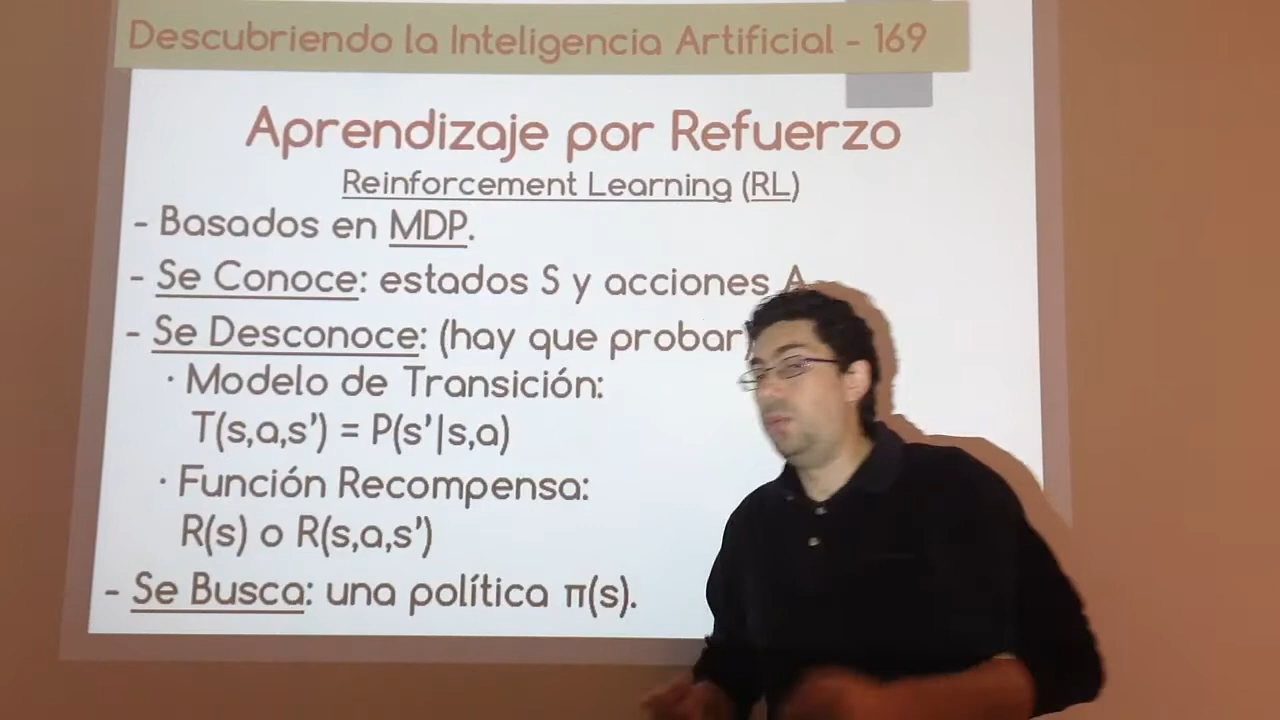 Descubriendo la Inteligencia Artificial - 169
Aprendizaje por Refuerzo
Reinforcement Learning (RL)
- Basados en MDP.
- Se Conoce: estados S y acciones A
- Se Desconoce: (hay que probar)
· Modelo de Transición:
T(s,a,s') = P(s'|s,a)
· Función Recompensa:
R(s) o R(s,a,s')
- Se Busca: una política π(s).